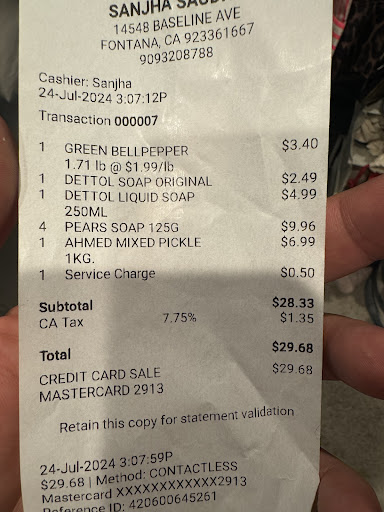 SANJHA
14548 BASELINE AVE
FONTANA, CA 923361667
9093208788
Cashier: Sanjha
24-Jul-2024 3:07:12P
Transaction 000007
1 GREEN BELLPEPPER $3.40
1.71 lb @ $1.99/lb
1 DETTOL SOAP ORIGINAL $2.49
1 DETTOL LIQUID SOAP $4.99
250ML
4 PEARS SOAP 125G $9.96
1 AHMED MIXED PICKLE $6.99
1KG.
1 Service Charge $0.50
Subtotal $28.33
CA Tax 7.75% $1.35
Total $29.68
CREDIT CARD SALE $29.68
MASTERCARD 2913
Retain this copy for statement validation
24-Jul-2024 3:07:59P
$29.68 | Method: CONTACTLESS
Mastercard XXXXXXXXXXXX2913
Reference ID: 420600645261